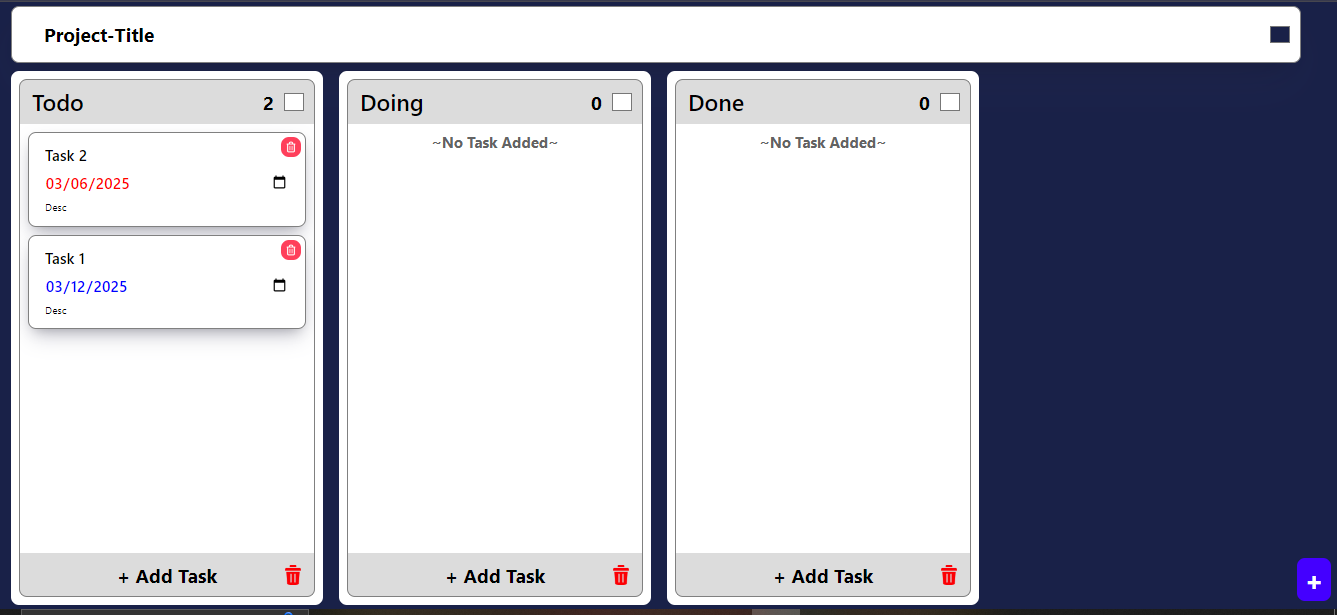 Project-Title
Todo 2
Task 2
03/06/2025
Desc
Task 1
03/12/2025
Desc
+ Add Task
Doing 0
~No Task Added~
+ Add Task
Done 0
~No Task Added~
+ Add Task
+